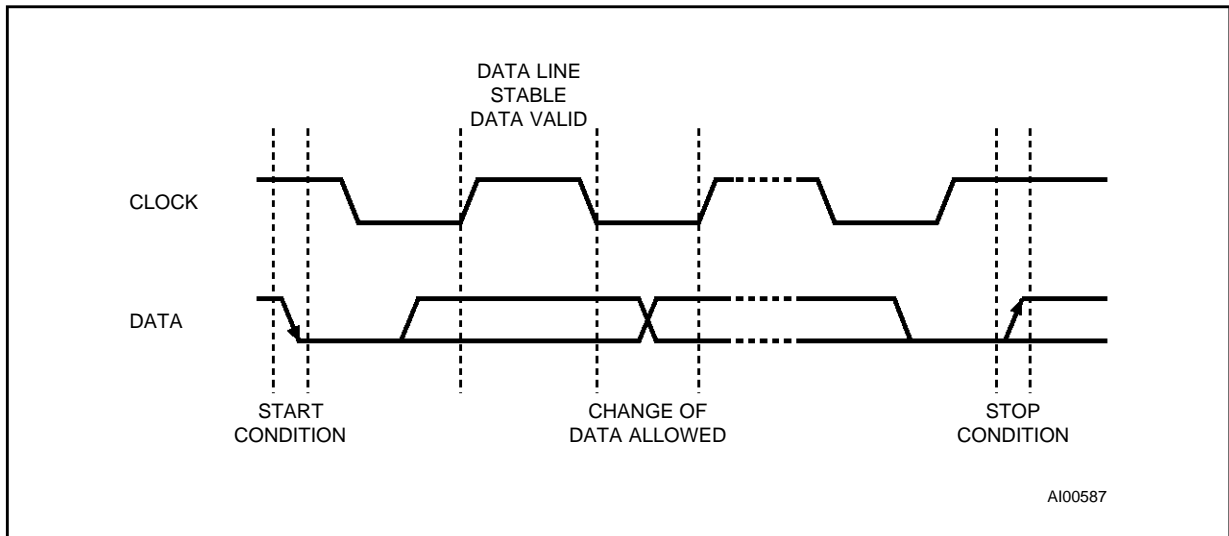 DATA LINE
STABLE
DATA VALID
CLOCK
DATA
START
CONDITION
CHANGE OF
DATA ALLOWED
STOP
CONDITION
AI00587